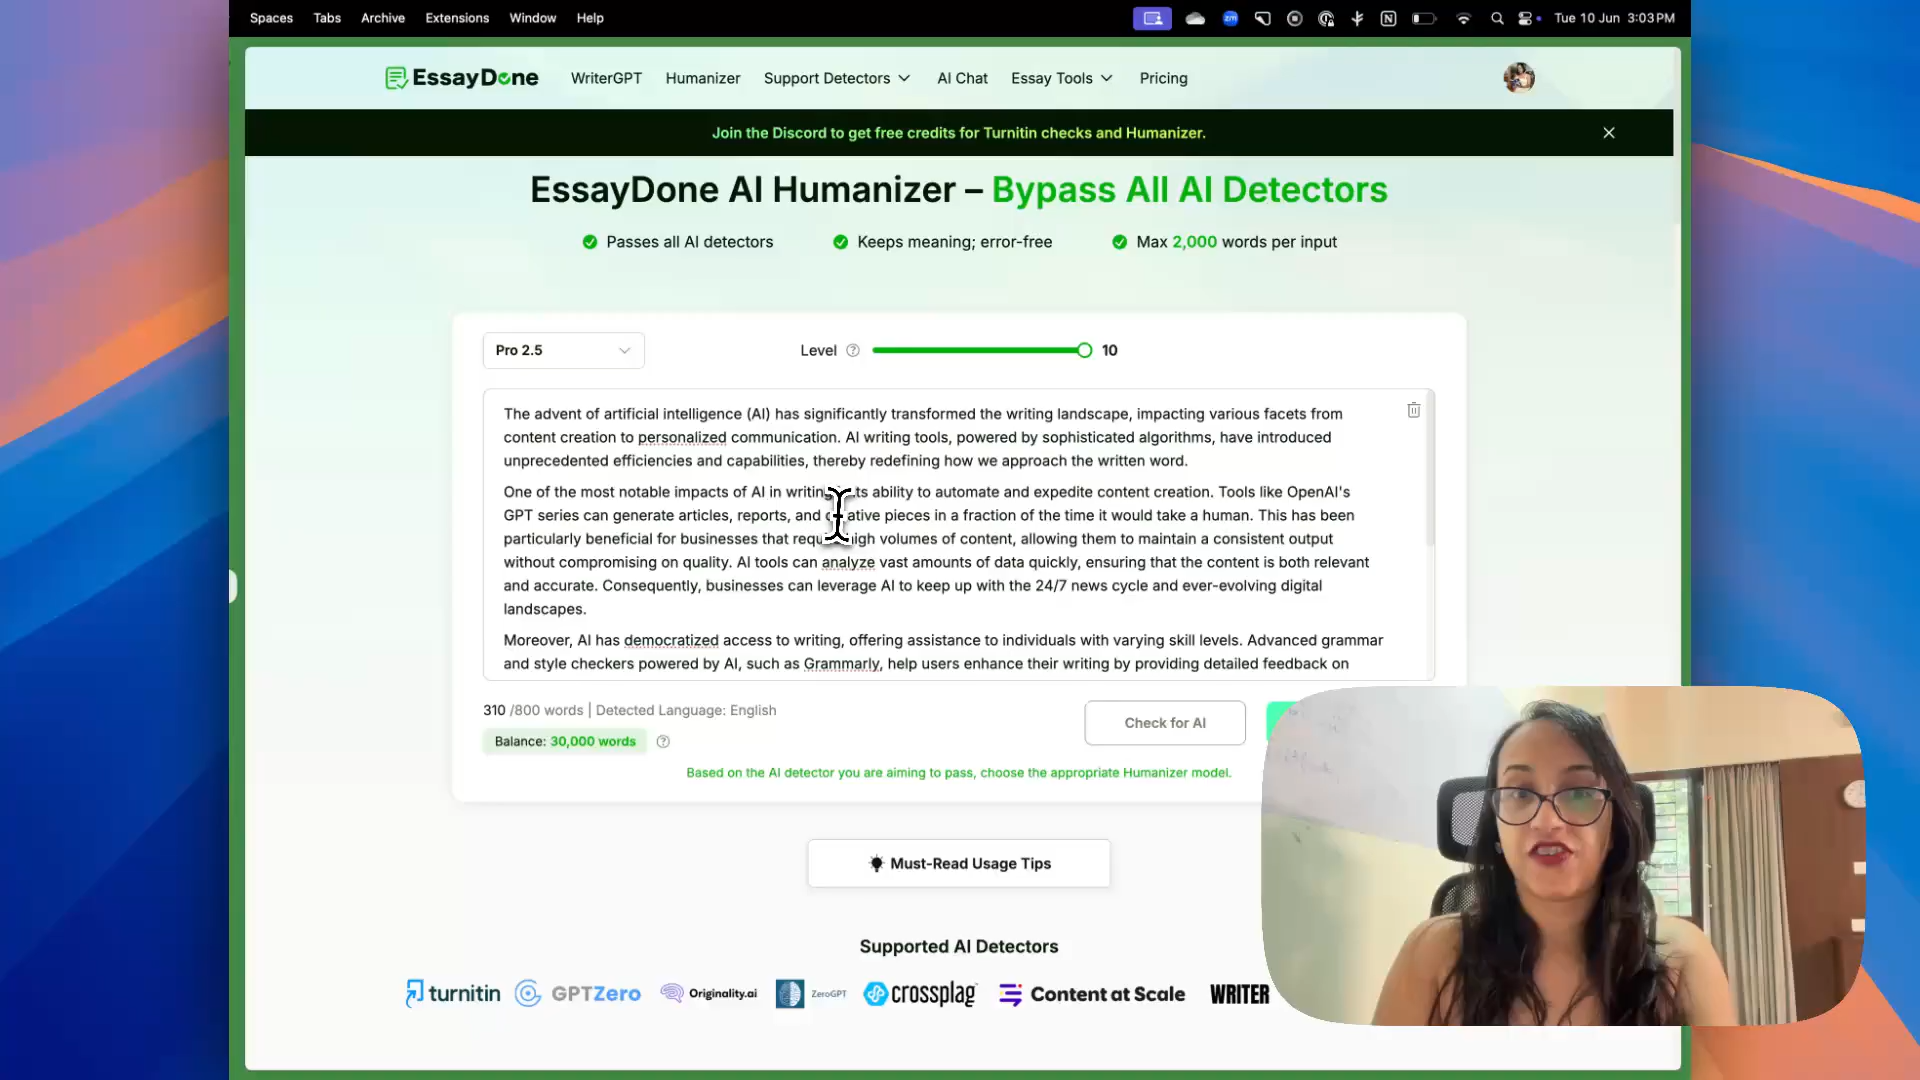 Spaces Tabs Archive Extensions Window Help Tue 10 Jun 3:03 PM
EssayDone WriterGPT Humanizer Support Detectors AI Chat Essay Tools Pricing
Join the Discord to get free credits for Turnitin checks and Humanizer.
EssayDone AI Humanizer – Bypass All AI Detectors
Passes all AI detectors Keeps meaning; error-free Max 2,000 words per input
Pro 2.5 Level 10
The advent of artificial intelligence (AI) has significantly transformed the writing landscape, impacting various facets from
content creation to personalized communication. AI writing tools, powered by sophisticated algorithms, have introduced
unprecedented efficiencies and capabilities, thereby redefining how we approach the written word.
One of the most notable impacts of AI in writing its ability to automate and expedite content creation. Tools like OpenAI's
GPT series can generate articles, reports, and creative pieces in a fraction of the time it would take a human. This has been
particularly beneficial for businesses that require high volumes of content, allowing them to maintain a consistent output
without compromising on quality. AI tools can analyze vast amounts of data quickly, ensuring that the content is both relevant
and accurate. Consequently, businesses can leverage AI to keep up with the 24/7 news cycle and ever-evolving digital
landscapes.
Moreover, AI has democratized access to writing, offering assistance to individuals with varying skill levels. Advanced grammar
and style checkers powered by AI, such as Grammarly, help users enhance their writing by providing detailed feedback on
310 /800 words | Detected Language: English
Check for AI
Balance: 30,000 words
Based on the AI detector you are aiming to pass, choose the appropriate Humanizer model.
Must-Read Usage Tips
Supported AI Detectors
turnitin GPTZero Originality.ai ZeroGPT crossplag Content at Scale WRITER